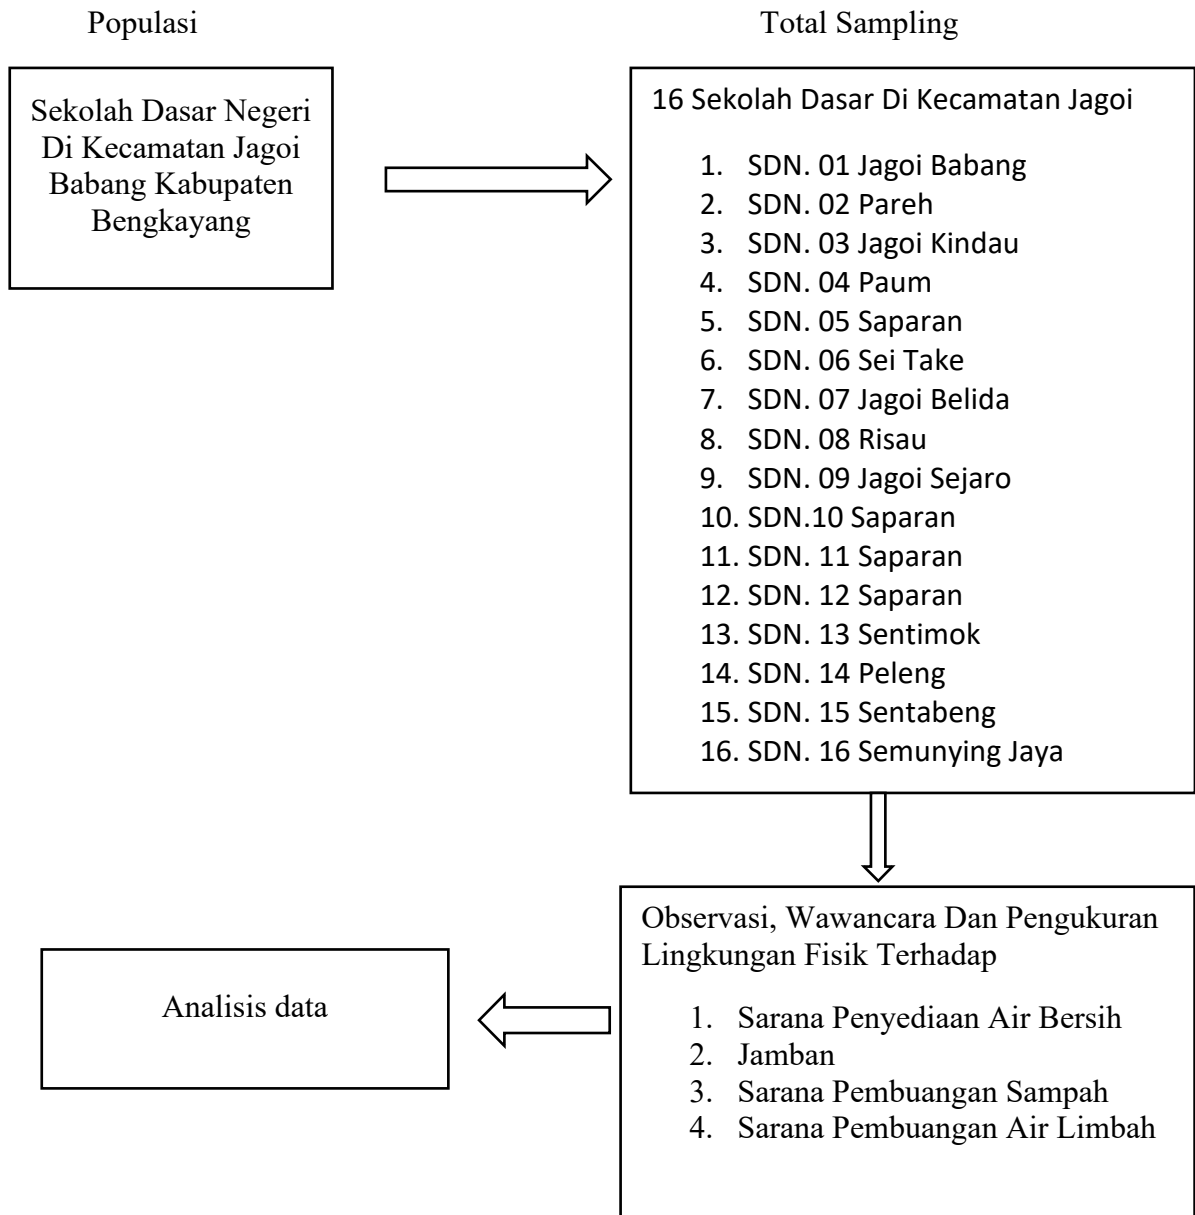 Populasi
Total Sampling
Sekolah Dasar Negeri
Di Kecamatan Jagoi
Babang Kabupaten
Bengkayang
16 Sekolah Dasar Di Kecamatan Jagoi
1. SDN. 01 Jagoi Babang
2. SDN. 02 Pareh
3. SDN. 03 Jagoi Kindau
4. SDN. 04 Paum
5. SDN. 05 Saparan
6. SDN. 06 Sei Take
7. SDN. 07 Jagoi Belida
8. SDN. 08 Risau
9. SDN. 09 Jagoi Sejaro
10. SDN.10 Saparan
11. SDN. 11 Saparan
12. SDN. 12 Saparan
13. SDN. 13 Sentimok
14. SDN. 14 Peleng
15. SDN. 15 Sentabeng
16. SDN. 16 Semunying Jaya
Observasi, Wawancara Dan Pengukuran
Lingkungan Fisik Terhadap
1. Sarana Penyediaan Air Bersih
2. Jamban
3. Sarana Pembuangan Sampah
4. Sarana Pembuangan Air Limbah
Analisis data